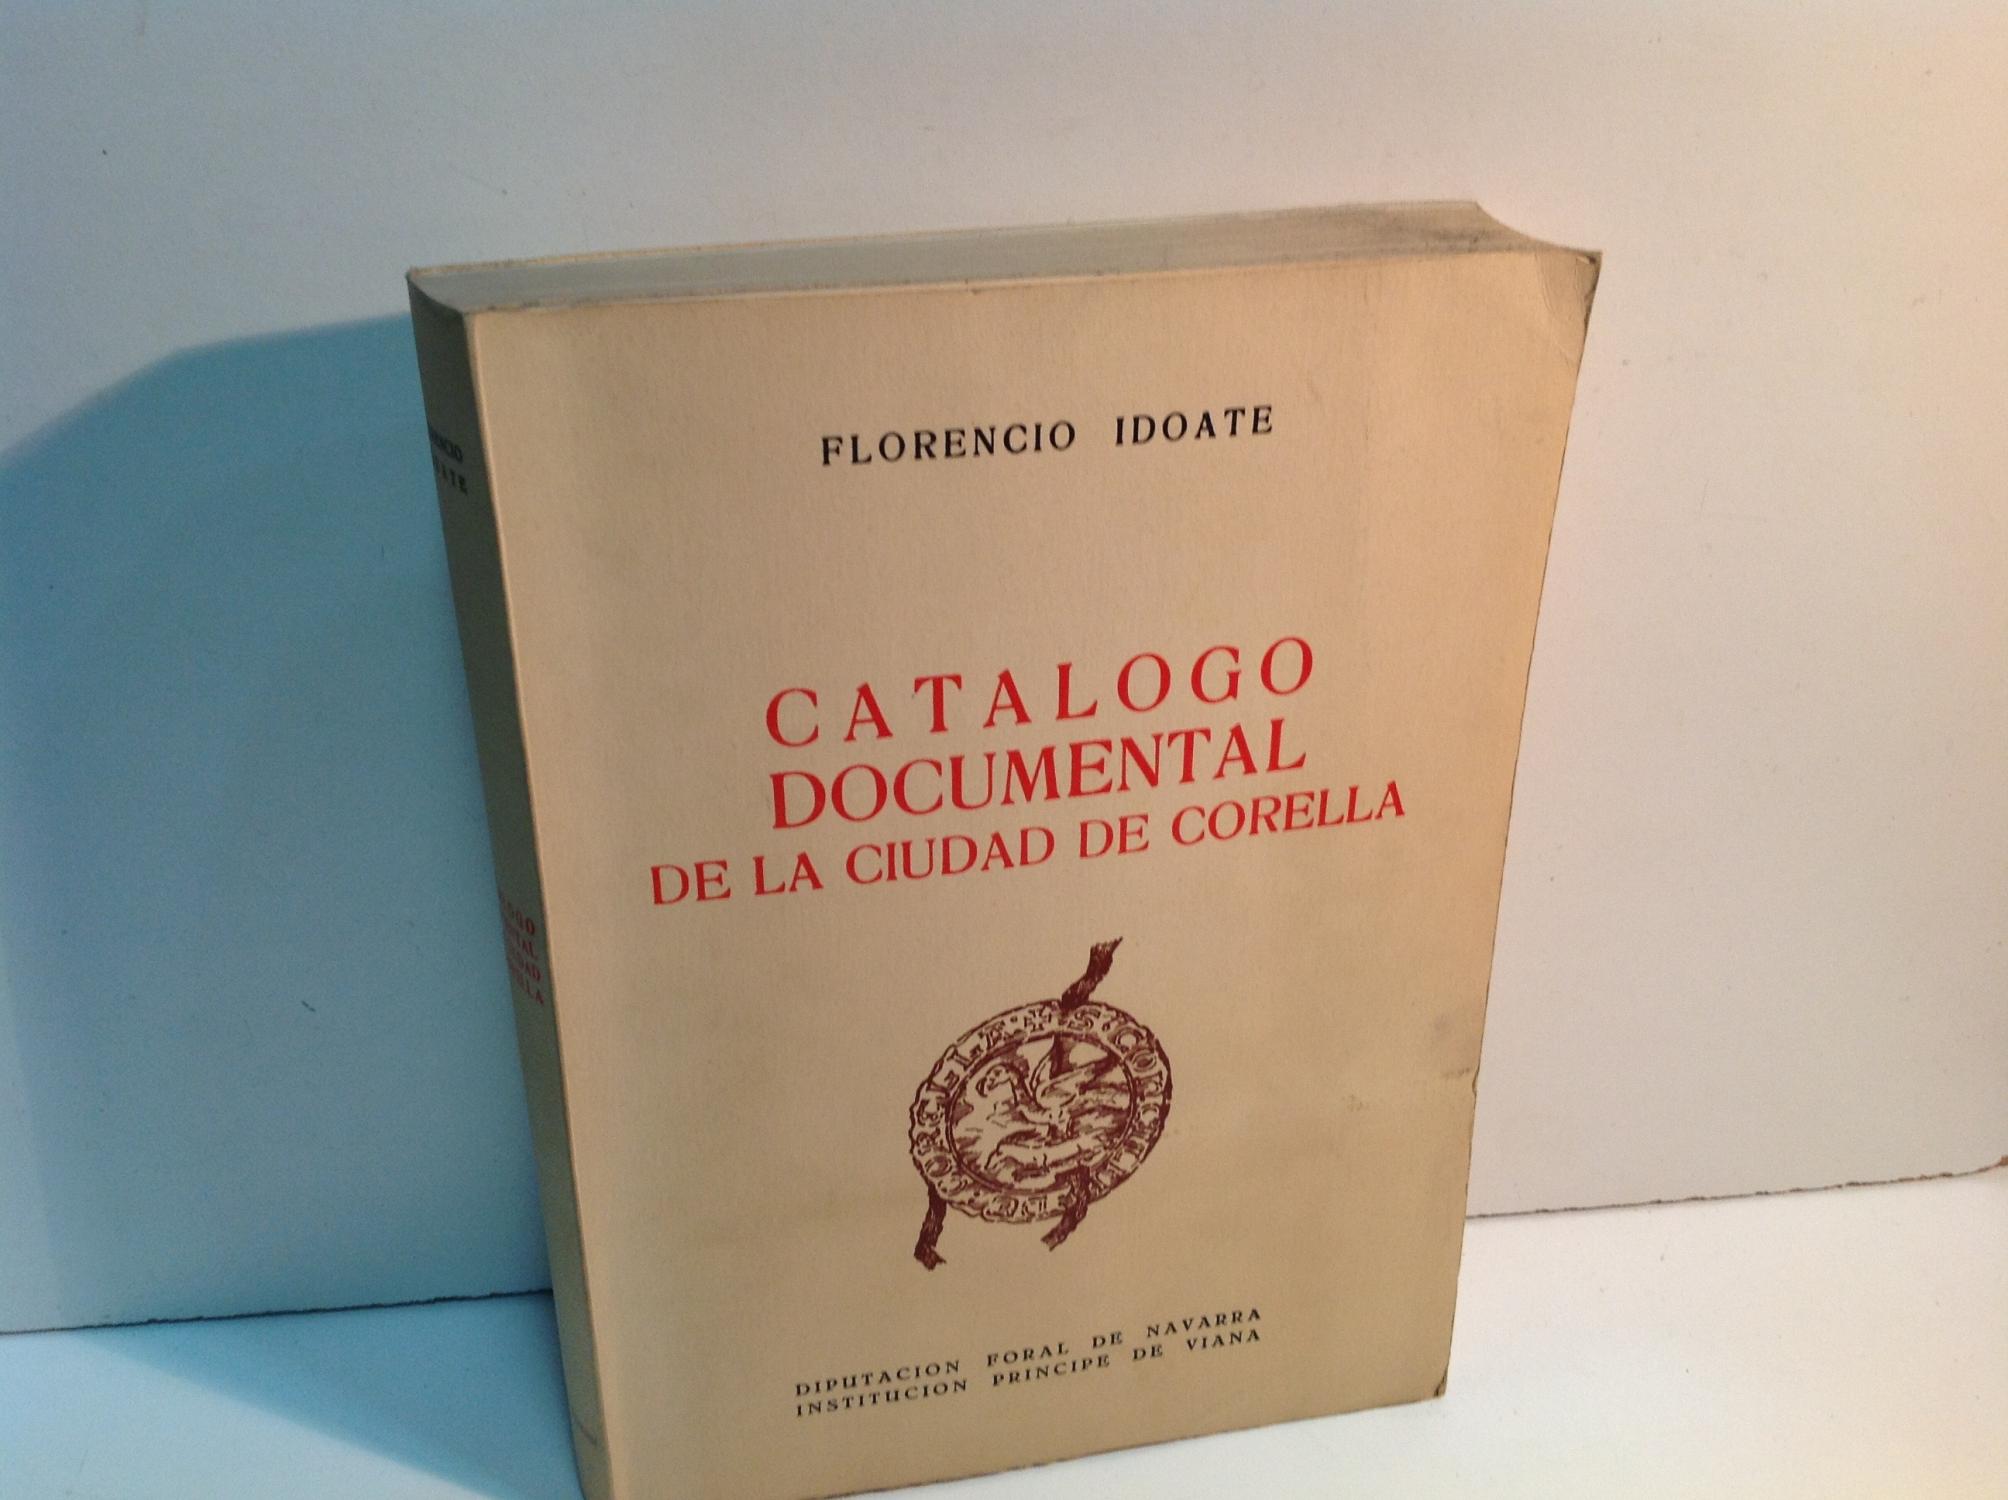 FLORENCIO IDOATE
CATALOGO
DOCUMENTAL
DE LA CIUDAD DE CORELLA
DIPUTACION FORAL DE NAVARRA
INSTITUCION PRINCIPE DE VIANA